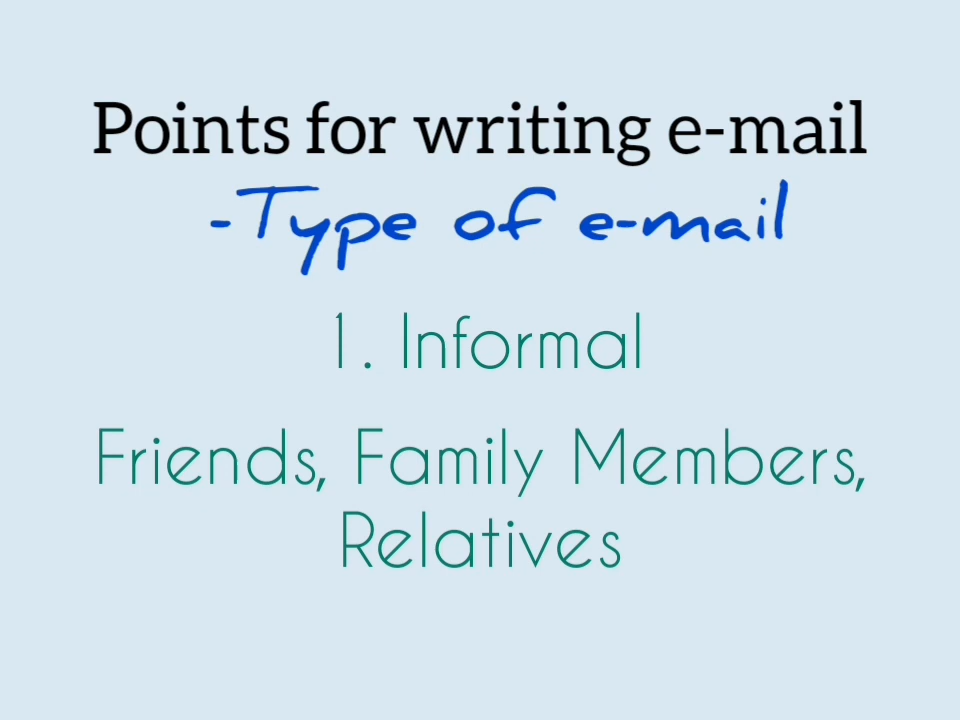 Points for writing e-mail
-Type of e-mail
1. Informal
Friends, Family Members,
Relatives